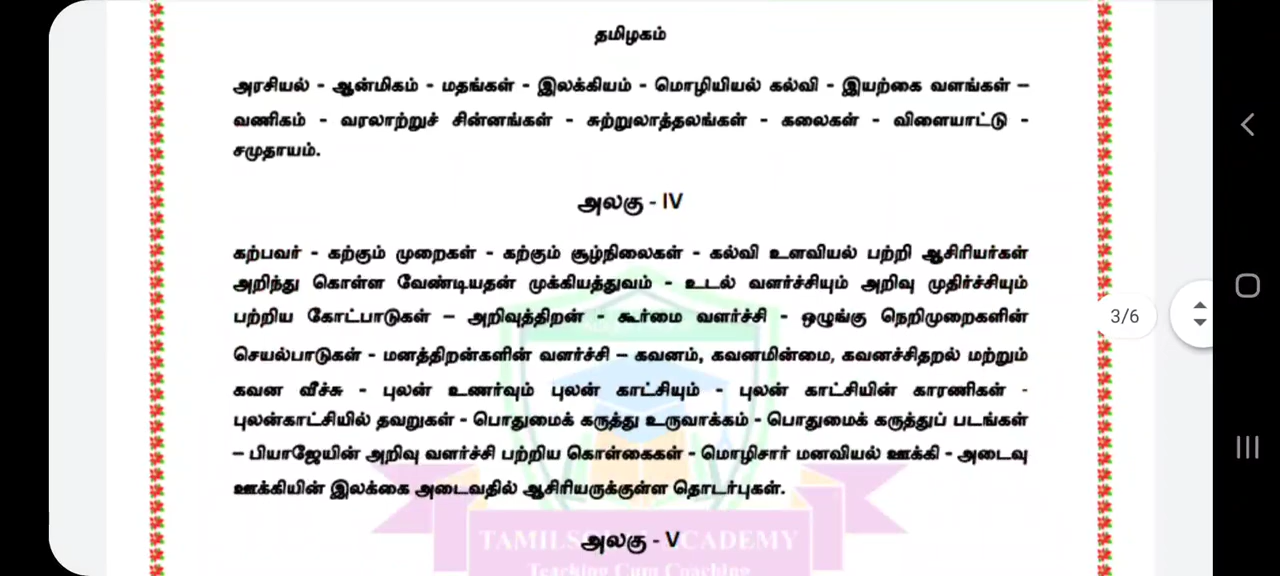 தமிழகம்
அரசியல் - ஆன்மிகம் - மதங்கள் - இலக்கியம் - மொழியியல் கல்வி - இயற்கை வளங்கள் –
வணிகம் - வரலாற்றுச் சின்னங்கள் - சுற்றுலாத்தலங்கள் - கலைகள் - விளையாட்டு -
சமுதாயம்.
அலகு - IV
கற்பவர் - கற்கும் முறைகள் - கற்கும் சூழ்நிலைகள் - கல்வி உளவியல் பற்றி ஆசிரியர்கள்
அறிந்து கொள்ள வேண்டியதன் முக்கியத்துவம் - உடல் வளர்ச்சியும் அறிவு முதிர்ச்சியும்
பற்றிய கோட்பாடுகள் – அறிவுத்திறன் - கூர்மை வளர்ச்சி - ஒழுங்கு நெறிமுறைகளின்
3/6
செயல்பாடுகள் - மனத்திறன்களின் வளர்ச்சி – கவனம், கவனமின்மை, கவனச்சிதறல் மற்றும்
கவன வீச்சு - புலன் உணர்வும் புலன் காட்சியும் - புலன் காட்சியின் காரணிகள் -
புலன்காட்சியில் தவறுகள் - பொதுமைக் கருத்து உருவாக்கம் - பொதுமைக் கருத்துப் படங்கள்
– பியாஜேயின் அறிவு வளர்ச்சி பற்றிய கொள்கைகள் - மொழிசார் மனவியல் ஊக்கி - அடைவு
ஊக்கியின் இலக்கை அடைவதில் ஆசிரியருக்குள்ள தொடர்புகள்.
அலகு - V
ACADEMY
Teaching Cum Coaching